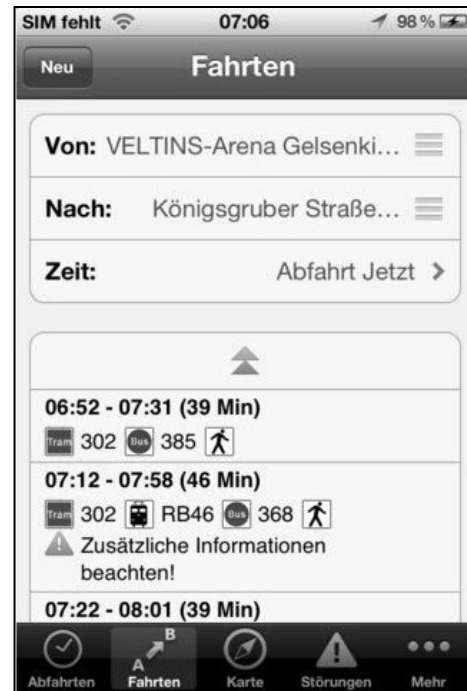 SIM fehlt 07:06 98 %
Neu Fahrten
Von: VELTINS-Arena Gelsenki...
Nach: Königsgruber Straße...
Zeit: Abfahrt Jetzt
06:52 - 07:31 (39 Min)
Tram 302 Bus 385
07:12 - 07:58 (46 Min)
Tram 302 RB46 Bus 368
Zusätzliche Informationen
beachten!
07:22 - 08:01 (39 Min)
A B
Abfahrten Fahrten Karte Störungen Mehr